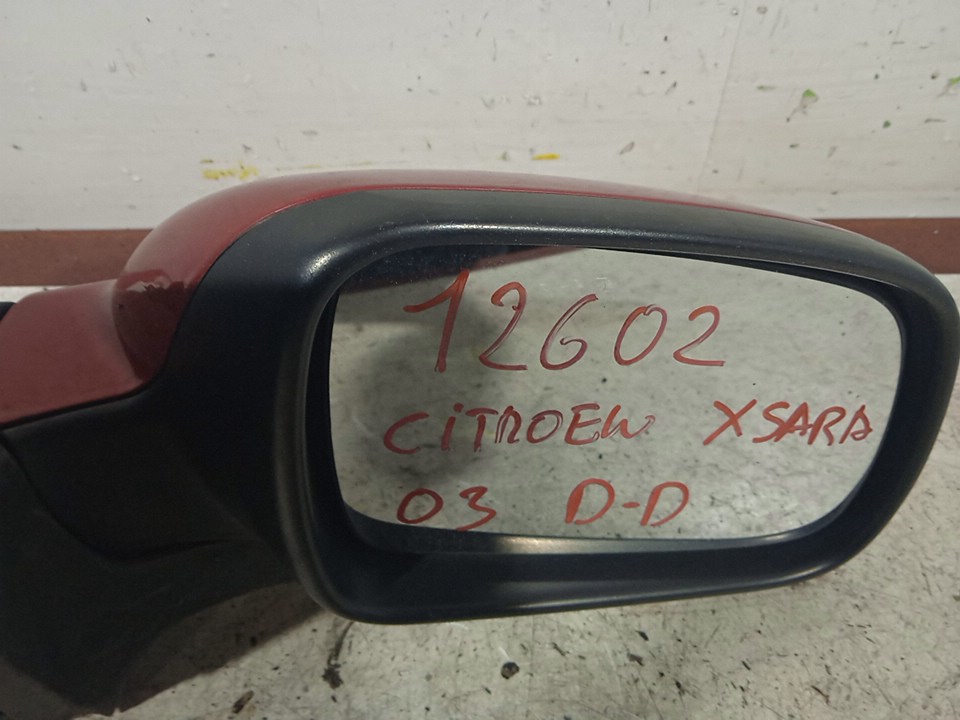 12602
CiTROEN XSARA
03 D-D